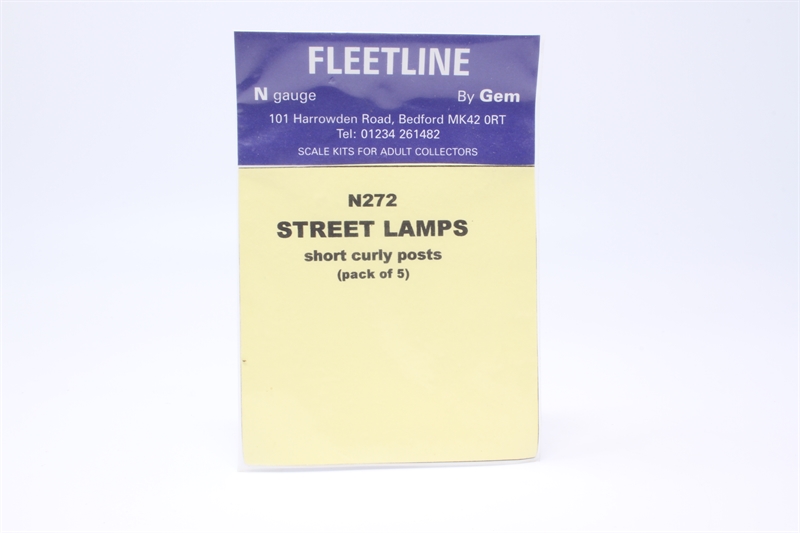 FLEETLINE
N gauge By Gem
101 Harrowden Road, Bedford MK42 0RT
Tel: 01234 261482
SCALE KITS FOR ADULT COLLECTORS
N272
STREET LAMPS
short curly posts
(pack of 5)